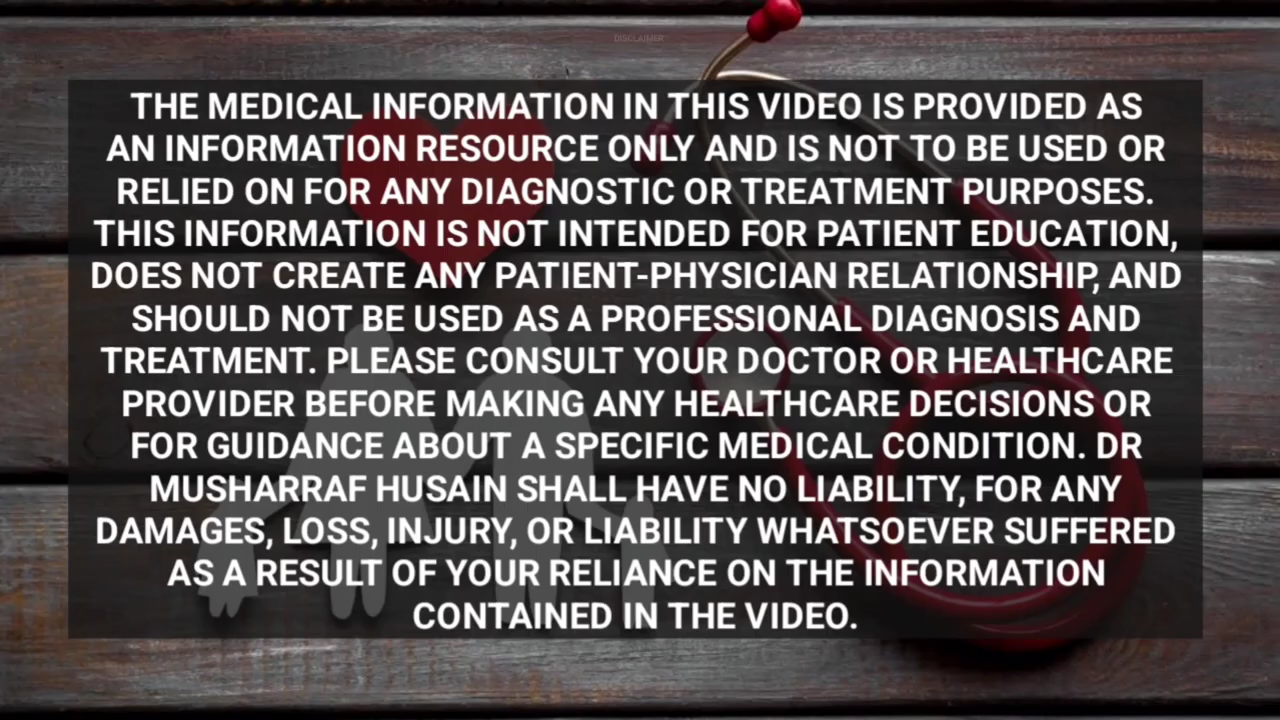 DISCLAIMER
THE MEDICAL INFORMATION IN THIS VIDEO IS PROVIDED AS
AN INFORMATION RESOURCE ONLY AND IS NOT TO BE USED OR
RELIED ON FOR ANY DIAGNOSTIC OR TREATMENT PURPOSES.
THIS INFORMATION IS NOT INTENDED FOR PATIENT EDUCATION,
DOES NOT CREATE ANY PATIENT-PHYSICIAN RELATIONSHIP, AND
SHOULD NOT BE USED AS A PROFESSIONAL DIAGNOSIS AND
TREATMENT. PLEASE CONSULT YOUR DOCTOR OR HEALTHCARE
PROVIDER BEFORE MAKING ANY HEALTHCARE DECISIONS OR
FOR GUIDANCE ABOUT A SPECIFIC MEDICAL CONDITION. DR
MUSHARRAF HUSAIN SHALL HAVE NO LIABILITY, FOR ANY
DAMAGES, LOSS, INJURY, OR LIABILITY WHATSOEVER SUFFERED
AS A RESULT OF YOUR RELIANCE ON THE INFORMATION
CONTAINED IN THE VIDEO.